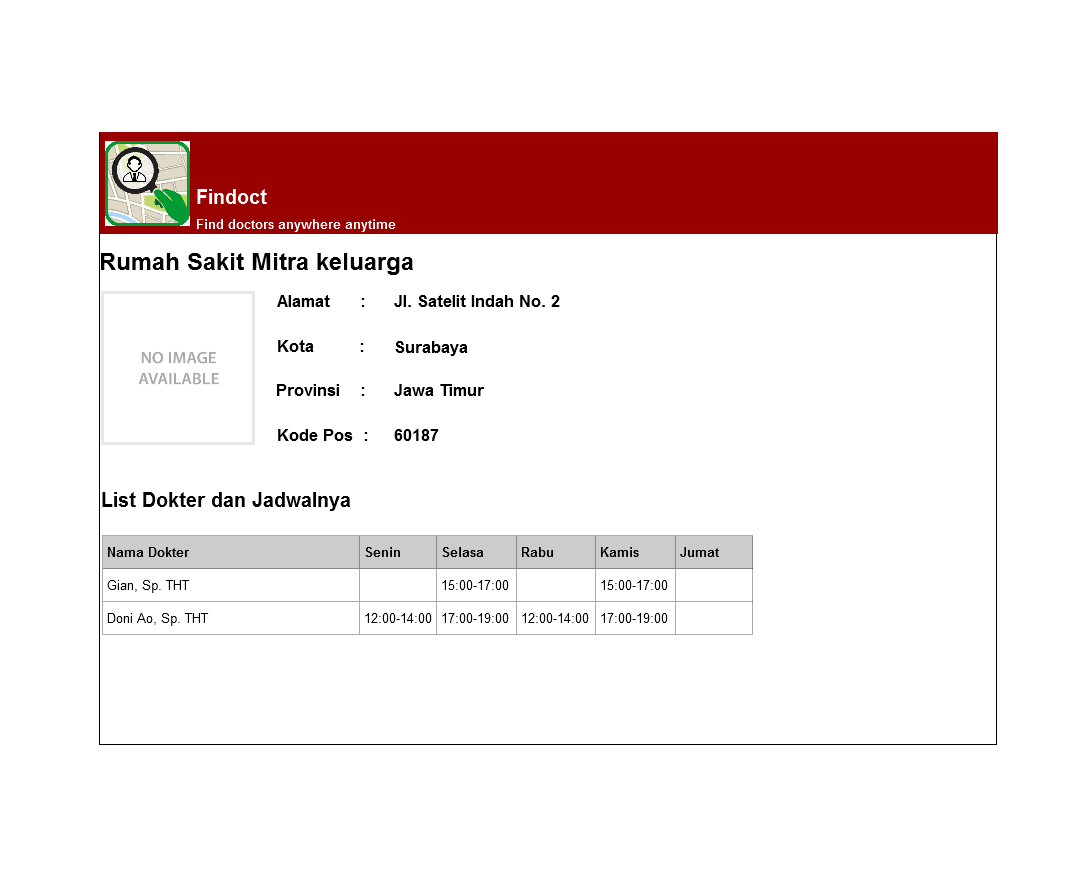 Findoct
Find doctors anywhere anytime
Rumah Sakit Mitra keluarga
NO IMAGE
AVAILABLE
Alamat : Jl. Satelit Indah No. 2
Kota : Surabaya
Provinsi : Jawa Timur
Kode Pos : 60187
List Dokter dan Jadwalnya
Nama Dokter Senin Selasa Rabu Kamis Jumat
Gian, Sp. THT 15:00-17:00 15:00-17:00
Doni Ao, Sp. THT 12:00-14:00 17:00-19:00 12:00-14:00 17:00-19:00